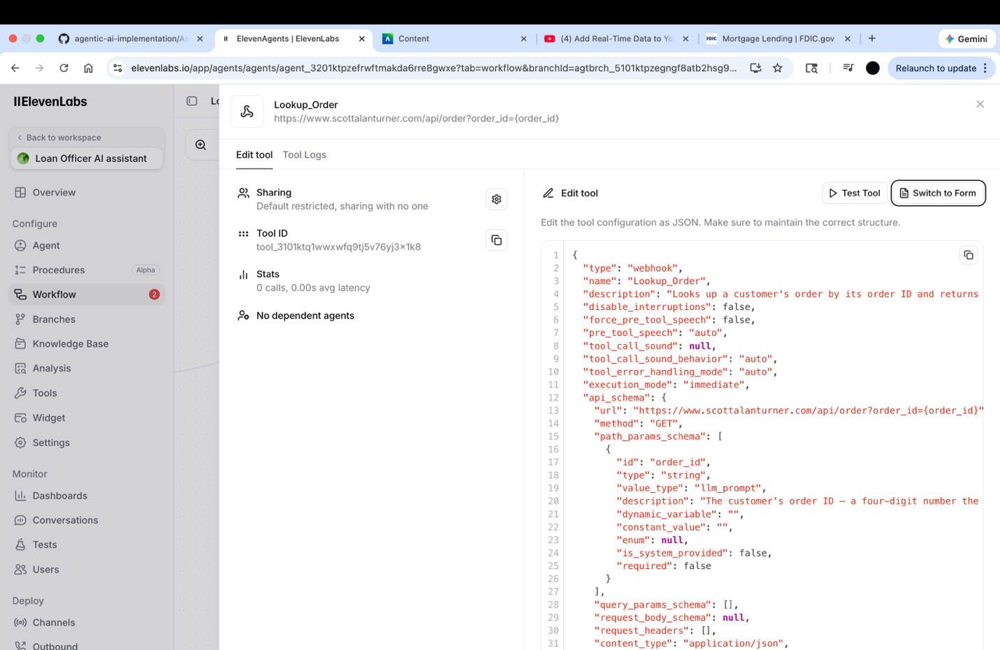 agentic-ai-implementation/As
ElevenAgents | ElevenLabs
Content
(4) Add Real-Time Data to Yo
FDIC Mortgage Lending | FDIC.gov
Gemini
elevenlabs.io/app/agents/agents/agent_3201ktpzefrwftmakda6rre8gwxe?tab=workflow&branchId=agtbrch_5101ktpzegngf8atb2hsg9...
Relaunch to update
IIElevenLabs
Back to workspace
Loan Officer AI assistant
Overview
Configure
Agent
Procedures Alpha
Workflow 2
Branches
Knowledge Base
Analysis
Tools
Widget
Settings
Monitor
Dashboards
Conversations
Tests
Users
Deploy
Channels
Outbound
Lo
Lookup_Order
https://www.scottalanturner.com/api/order?order_id={order_id}
Edit tool Tool Logs
Sharing
Default restricted, sharing with no one
Tool ID
tool_3101ktq1wwxwfq9tj5v76yj3x1k8
Stats
0 calls, 0.00s avg latency
No dependent agents
Edit tool
Test Tool
Switch to Form
Edit the tool configuration as JSON. Make sure to maintain the correct structure.
1 {
2 "type": "webhook",
3 "name": "Lookup_Order",
4 "description": "Looks up a customer's order by its order ID and returns
5 "disable_interruptions": false,
6 "force_pre_tool_speech": false,
7 "pre_tool_speech": "auto",
8 "tool_call_sound": null,
9 "tool_call_sound_behavior": "auto",
10 "tool_error_handling_mode": "auto",
11 "execution_mode": "immediate",
12 "api_schema": {
13 "url": "https://www.scottalanturner.com/api/order?order_id={order_id}"
14 "method": "GET",
15 "path_params_schema": [
16 {
17 "id": "order_id",
18 "type": "string",
19 "value_type": "llm_prompt",
20 "description": "The customer's order ID — a four-digit number the
21 "dynamic_variable": "",
22 "constant_value": "",
23 "enum": null,
24 "is_system_provided": false,
25 "required": false
26 }
27 ],
28 "query_params_schema": [],
29 "request_body_schema": null,
30 "request_headers": [],
31 "content_type": "application/json",